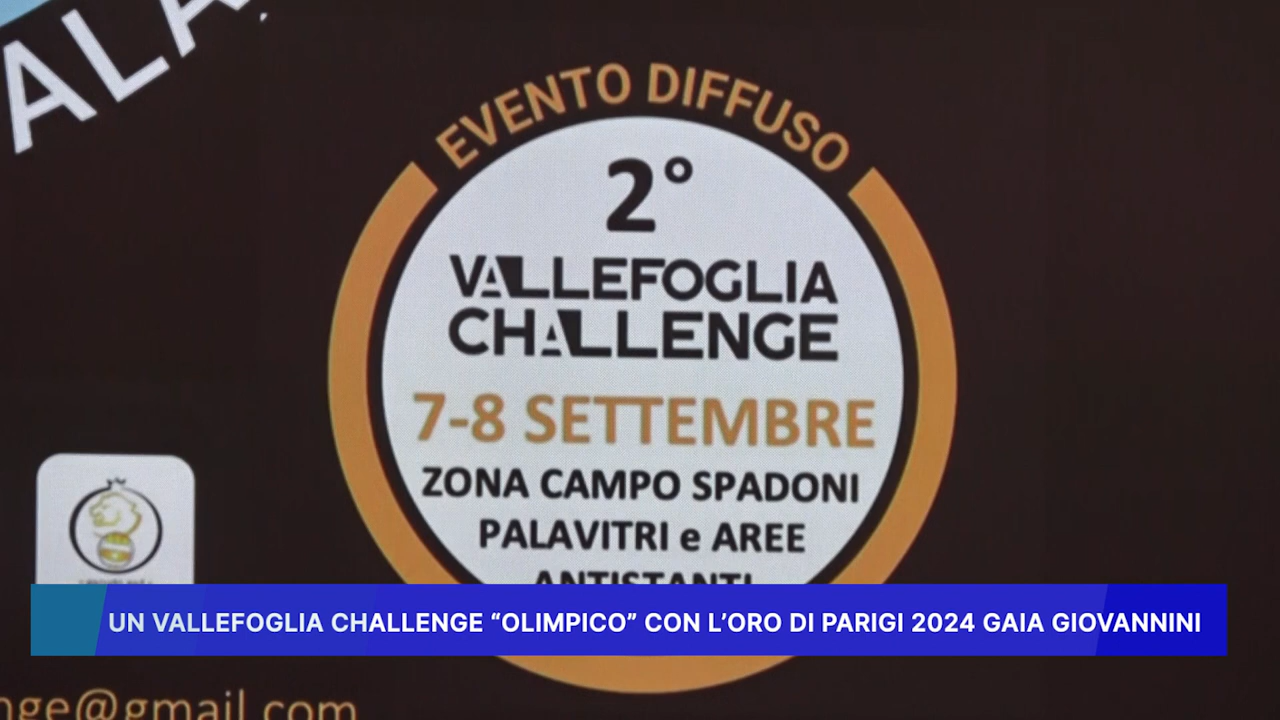 EVENTO DIFFUSO
2°
VALLEFOGLIA
CHALLENGE
7-8 SETTEMBRE
ZONA CAMPO SPADONI
PALAVITRI e AREE
ANTISTANTI
UN VALLEFOGLIA CHALLENGE “OLIMPICO” CON L’ORO DI PARIGI 2024 GAIA GIOVANNINI
nge@gmail.com